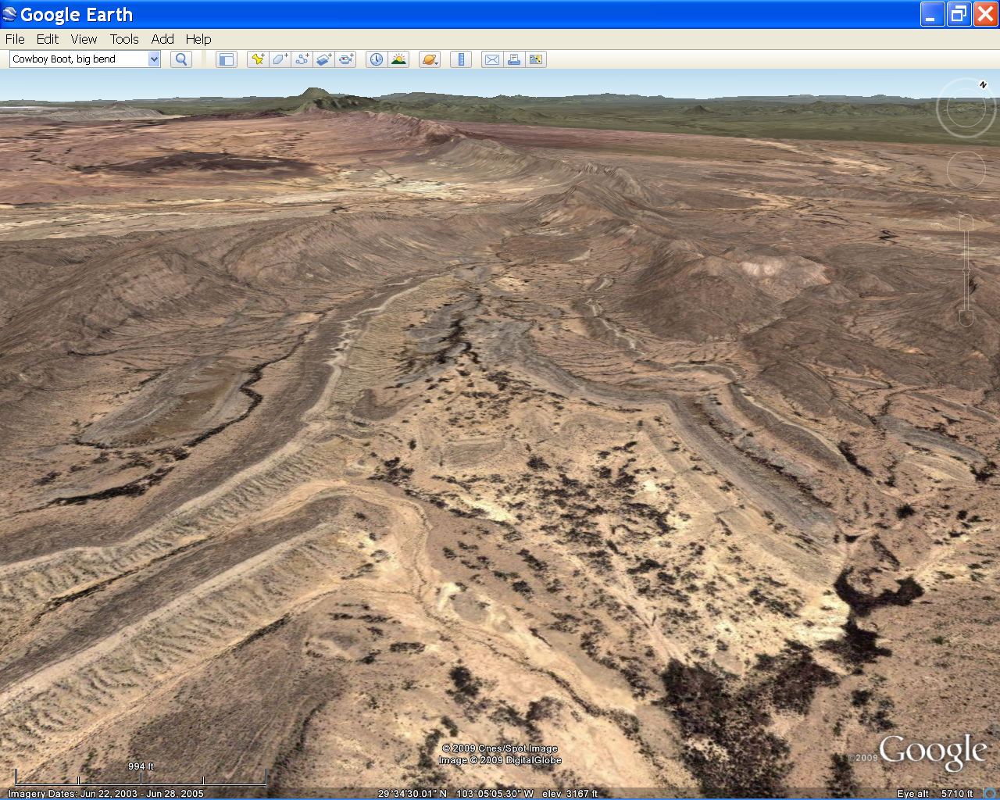 Google Earth
File Edit View Tools Add Help
Cowboy Boot, big bend
N
© 2009 Cnes/Spot Image
Image © 2009 DigitalGlobe
©2009 Google
994 ft
Imagery Dates: Jun 22, 2003 - Jun 28, 2005
29°34'30.01" N 103°05'05.30" W elev 3167 ft
Eye alt 5710 ft